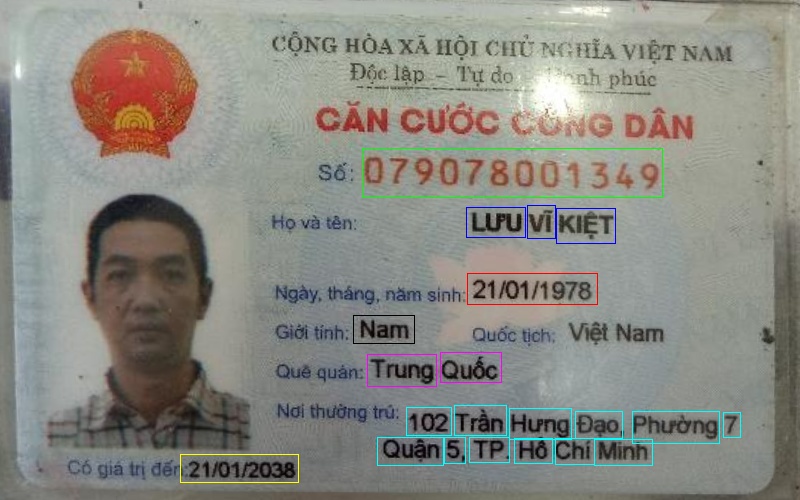 CỘNG HÒA XÃ HỘI CHỦ NGHĨA VIỆT NAM
Độc lập - Tự do - Hạnh phúc
CĂN CƯỚC CÔNG DÂN
Số: 079078001349
Họ và tên: LƯU VĨ KIỆT
Ngày, tháng, năm sinh: 21/01/1978
Giới tính: Nam Quốc tịch: Việt Nam
Quê quán: Trung Quốc
Nơi thường trú: 102 Trần Hưng Đạo, Phường 7
Quận 5, TP. Hồ Chí Minh
Có giá trị đến: 21/01/2038